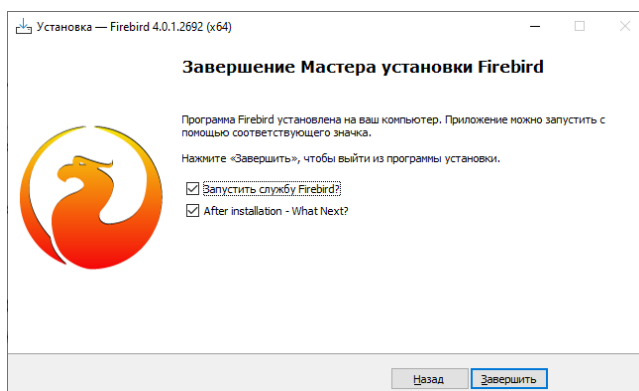 Установка — Firebird 4.0.1.2692 (x64)
Завершение Мастера установки Firebird
Программа Firebird установлена на ваш компьютер. Приложение можно запустить с
помощью соответствующего значка.
Нажмите «Завершить», чтобы выйти из программы установки.
Запустить службу Firebird?
After installation - What Next?
Назад
Завершить